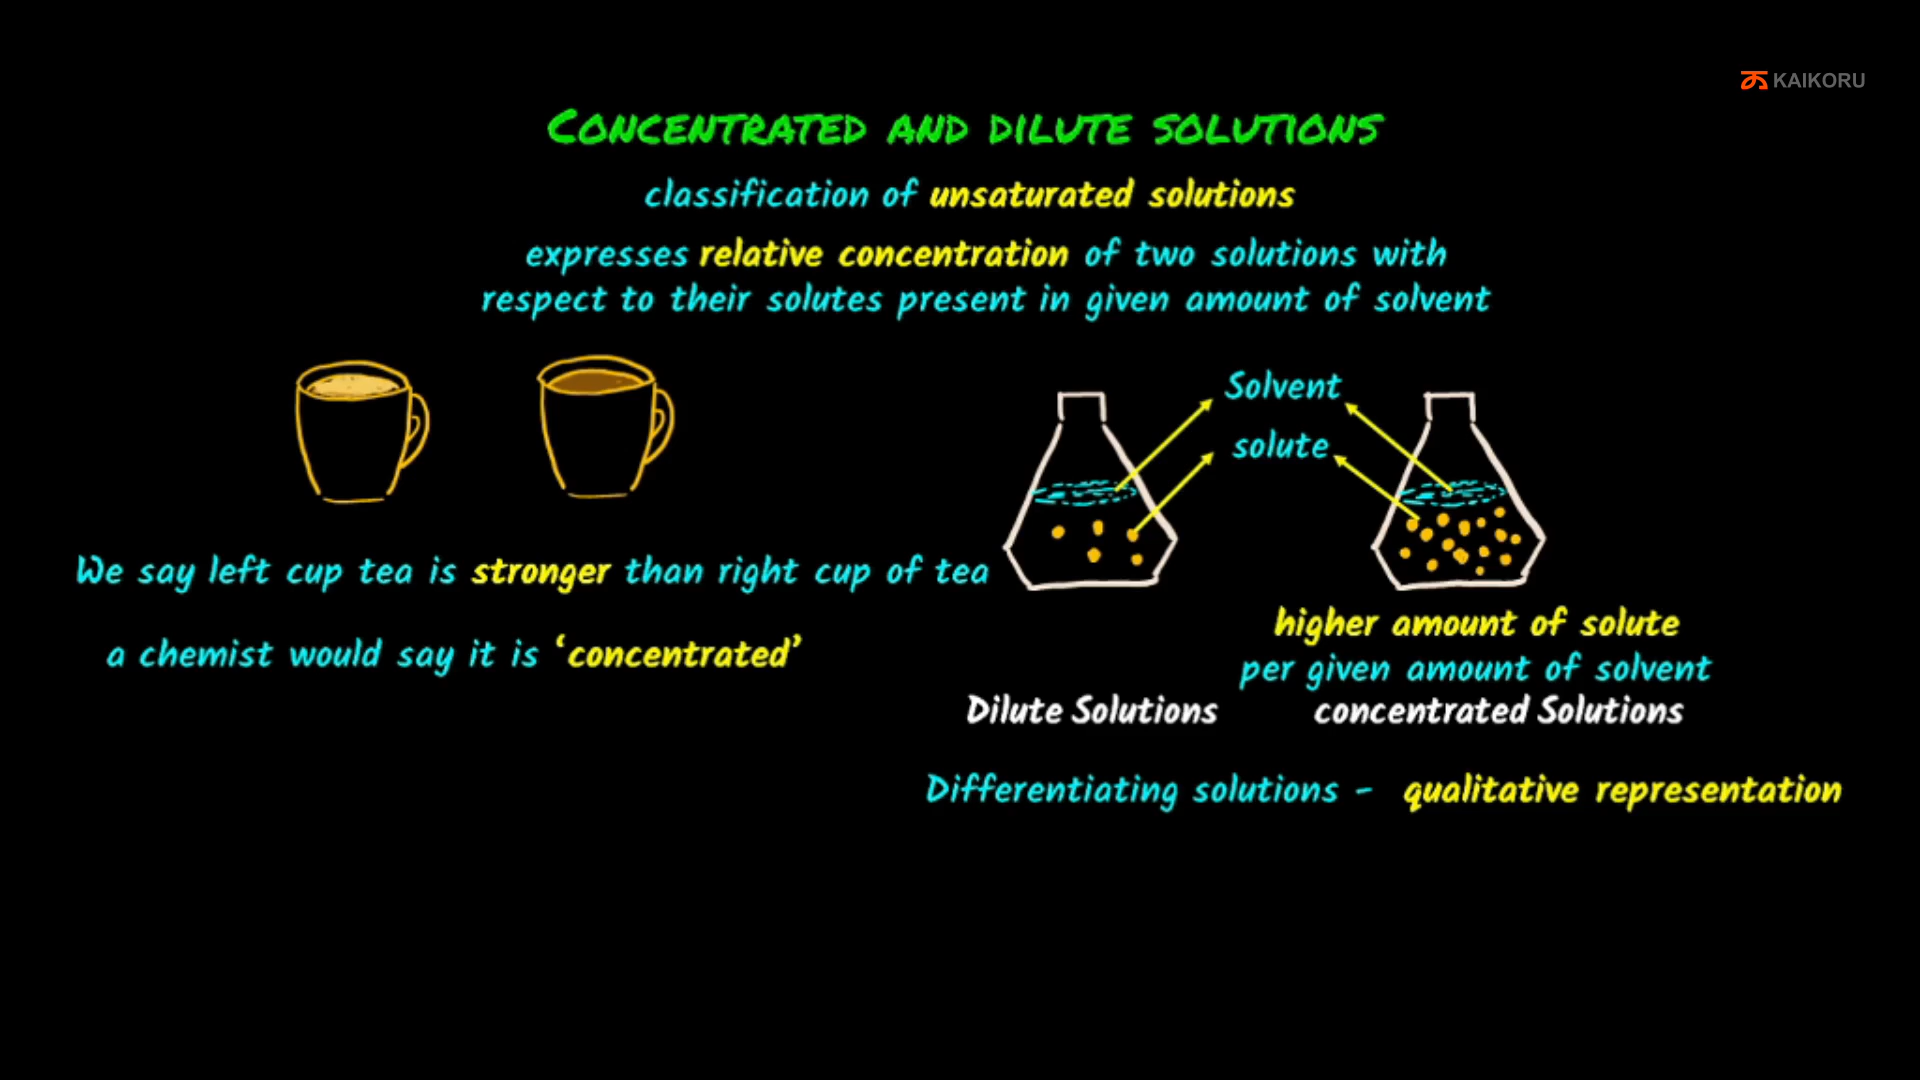 KAIKORU
CONCENTRATED AND DILUTE SOLUTIONS
classification of unsaturated solutions
expresses relative concentration of two solutions with
respect to their solutes present in given amount of solvent
Solvent
solute
We say left cup tea is stronger than right cup of tea
a chemist would say it is ‘concentrated’
higher amount of solute
per given amount of solvent
Dilute Solutions
concentrated Solutions
Differentiating solutions - qualitative representation